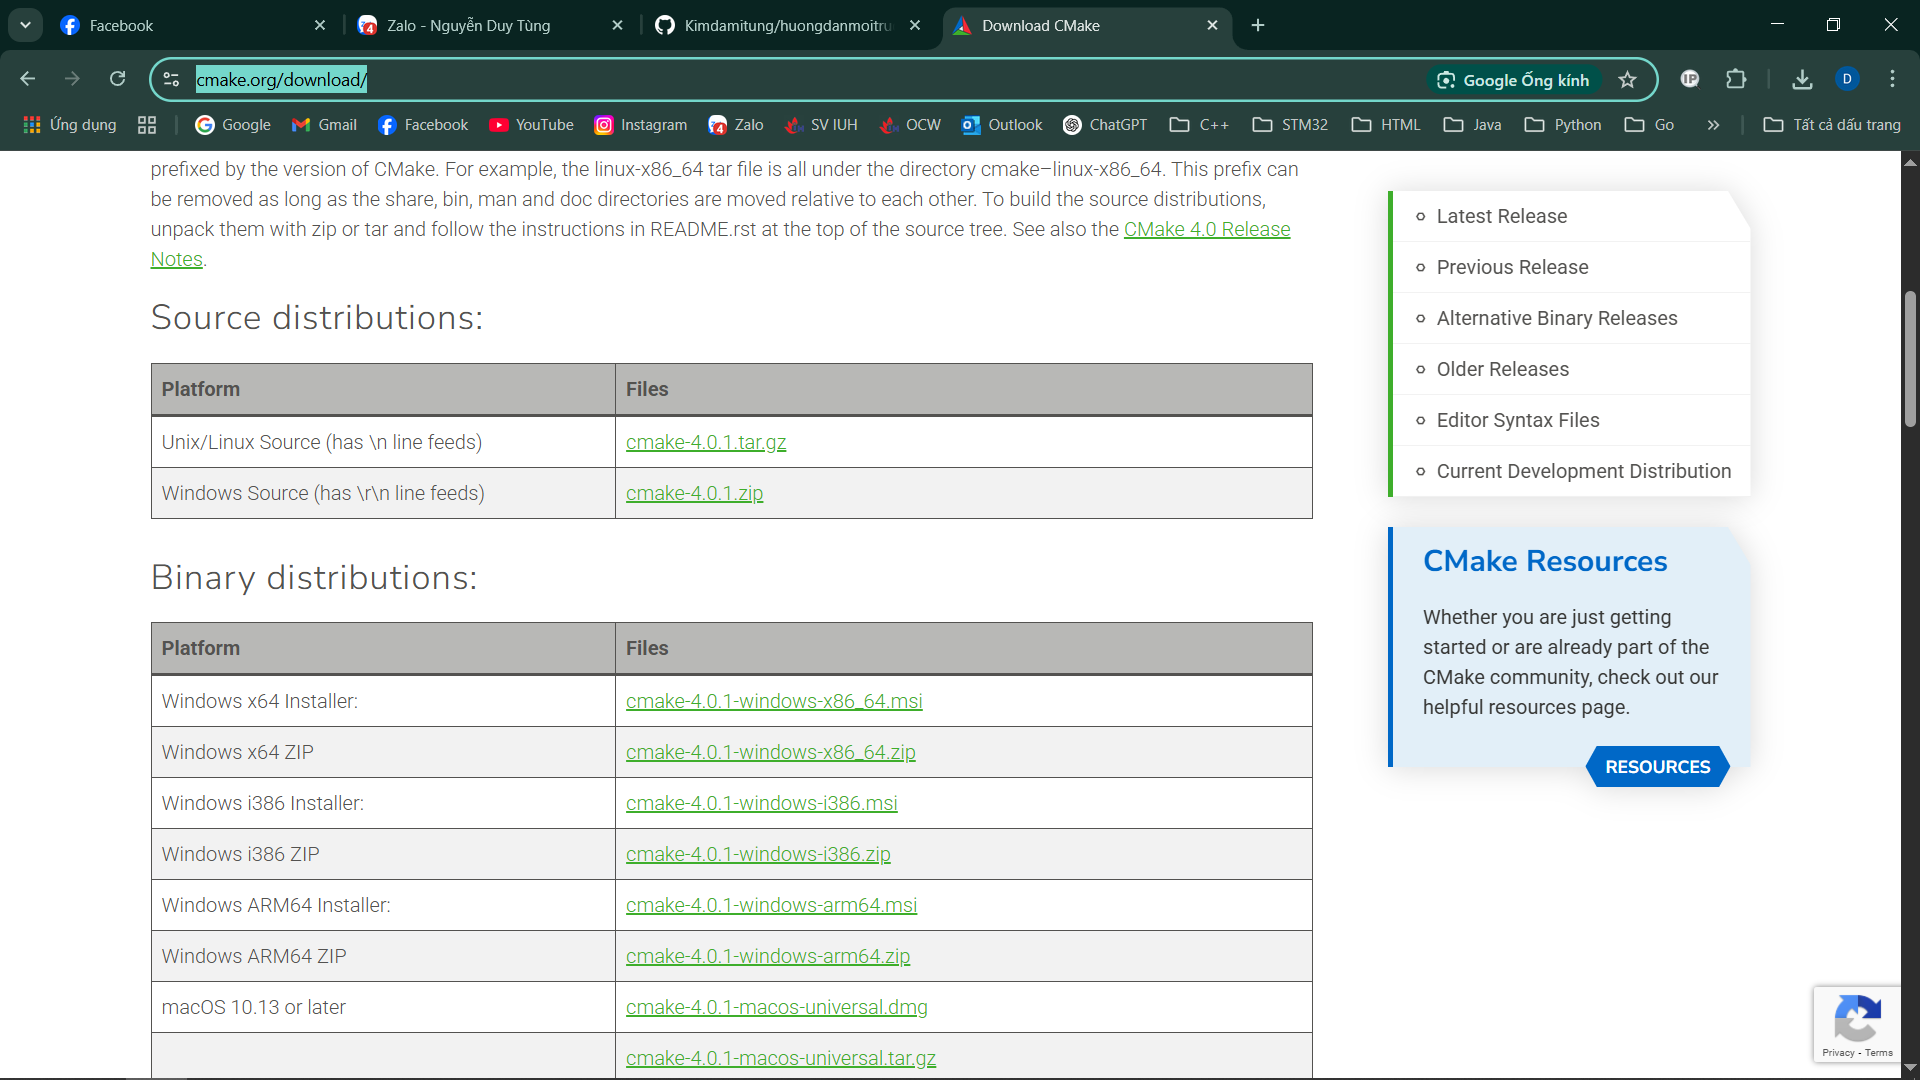 Facebook
Zalo - Nguyễn Duy Tùng
Kimdamitung/huongdanmoitru
Download CMake
cmake.org/download/
Google Ống kính
IP
D
Ứng dụng
Google
Gmail
Facebook
YouTube
Instagram
Zalo
SV IUH
OCW
Outlook
ChatGPT
C++
STM32
HTML
Java
Python
Go
Tất cả dấu trang
prefixed by the version of CMake. For example, the linux-x86_64 tar file is all under the directory cmake–linux-x86_64. This prefix can
be removed as long as the share, bin, man and doc directories are moved relative to each other. To build the source distributions,
unpack them with zip or tar and follow the instructions in README.rst at the top of the source tree. See also the CMake 4.0 Release
Notes.
Source distributions:
Platform Files
Unix/Linux Source (has \n line feeds) cmake-4.0.1.tar.gz
Windows Source (has \r\n line feeds) cmake-4.0.1.zip
Binary distributions:
Platform Files
Windows x64 Installer: cmake-4.0.1-windows-x86_64.msi
Windows x64 ZIP cmake-4.0.1-windows-x86_64.zip
Windows i386 Installer: cmake-4.0.1-windows-i386.msi
Windows i386 ZIP cmake-4.0.1-windows-i386.zip
Windows ARM64 Installer: cmake-4.0.1-windows-arm64.msi
Windows ARM64 ZIP cmake-4.0.1-windows-arm64.zip
macOS 10.13 or later cmake-4.0.1-macos-universal.dmg
cmake-4.0.1-macos-universal.tar.gz
Latest Release
Previous Release
Alternative Binary Releases
Older Releases
Editor Syntax Files
Current Development Distribution
CMake Resources
Whether you are just getting
started or are already part of the
CMake community, check out our
helpful resources page.
RESOURCES
Privacy - Terms